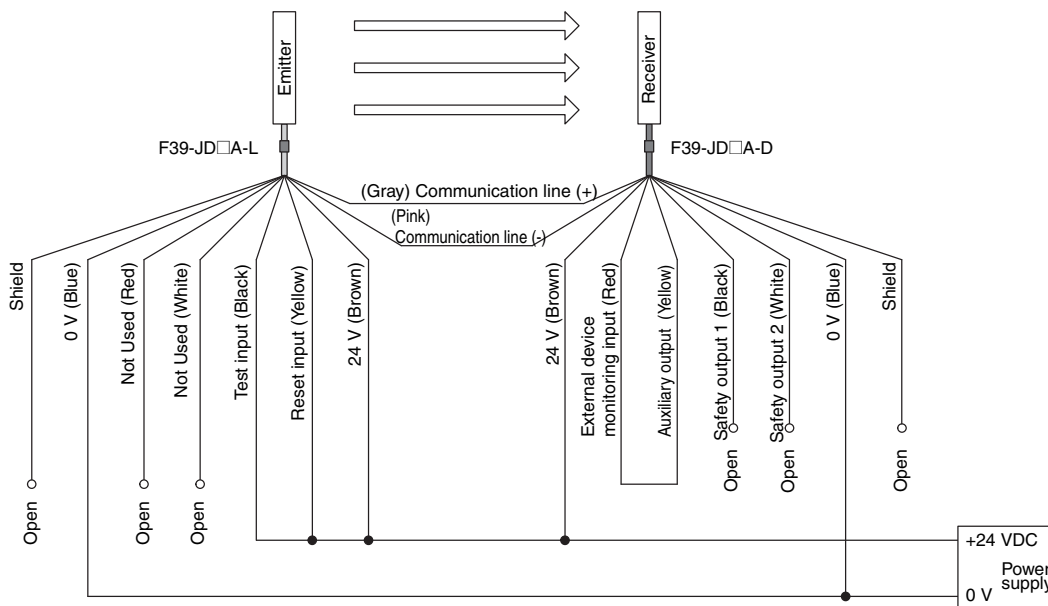 Emitter
Receiver
F39-JD□A-L
F39-JD□A-D
(Gray) Communication line (+)
(Pink)
Communication line (-)
Shield
0 V (Blue)
Not Used (Red)
Not Used (White)
Test input (Black)
Reset input (Yellow)
24 V (Brown)
24 V (Brown)
External device
monitoring input (Red)
Auxiliary output (Yellow)
Safety output 1 (Black)
Safety output 2 (White)
0 V (Blue)
Shield
Open
Open
Open
Open
Open
Open
+24 VDC
Power
supply
0 V